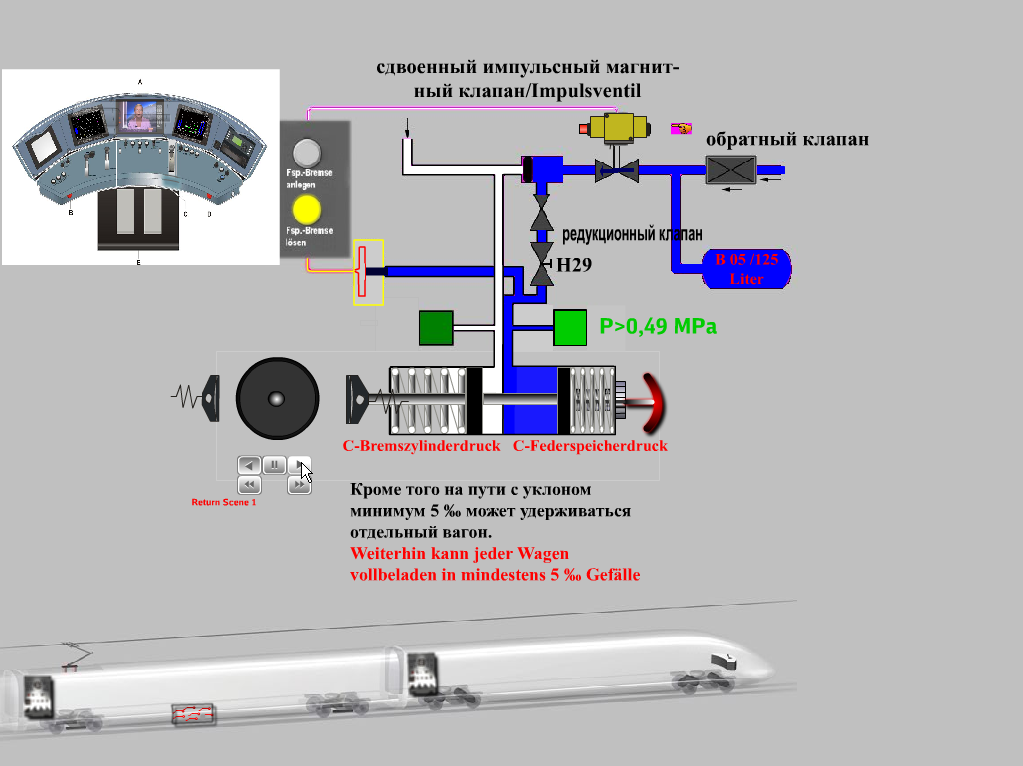 сдвоенный импульсный магнит-
ный клапан/Impulsventil
A
обратный клапан
Fsp.-Bremse
anlegen
B
C
D
Fsp.-Bremse
lösen
редукционный клапан
E
H29
B 05 /125
Liter
P>0,49 MPa
C-Bremszylinderdruck
C-Federspeicherdruck
Return Scene 1
Кроме того на пути с уклоном
минимум 5 ‰ может удерживаться
отдельный вагон.
Weiterhin kann jeder Wagen
vollbeladen in mindestens 5 ‰ Gefälle